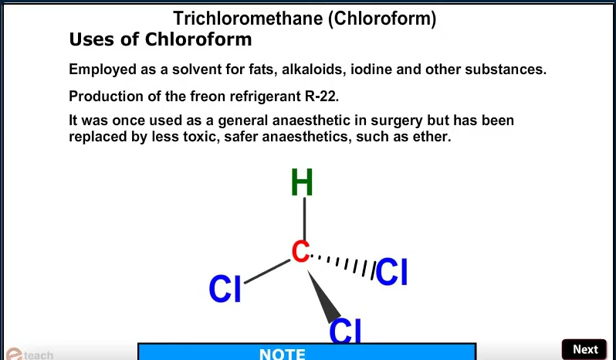 Trichloromethane (Chloroform)
Uses of Chloroform
Employed as a solvent for fats, alkaloids, iodine and other substances.
Production of the freon refrigerant R-22.
It was once used as a general anaesthetic in surgery but has been
replaced by less toxic, safer anaesthetics, such as ether.
H
C
Cl
Cl
Cl
NOTE
Next
e teach